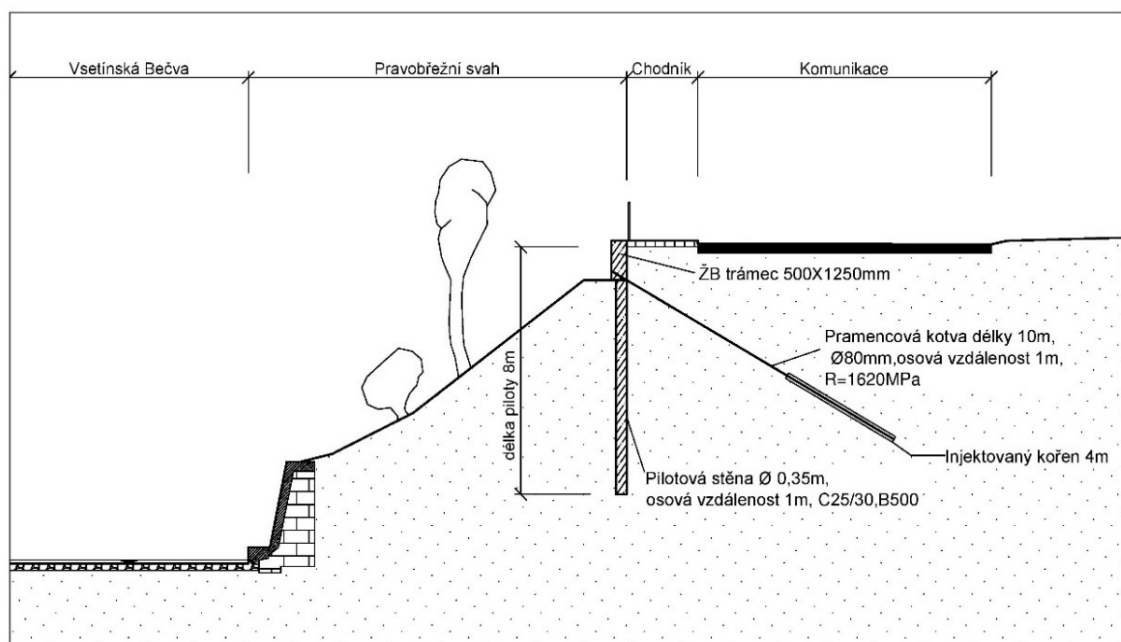 Vsetínská Bečva
Pravobřežní svah
Chodník
Komunikace
ŽB trámec 500X1250mm
Pramencová kotva délky 10m,
Ø80mm,osová vzdálenost 1m,
R=1620MPa
délka piloty 8m
Injektovaný kořen 4m
Pilotová stěna Ø 0,35m,
osová vzdálenost 1m, C25/30,B500